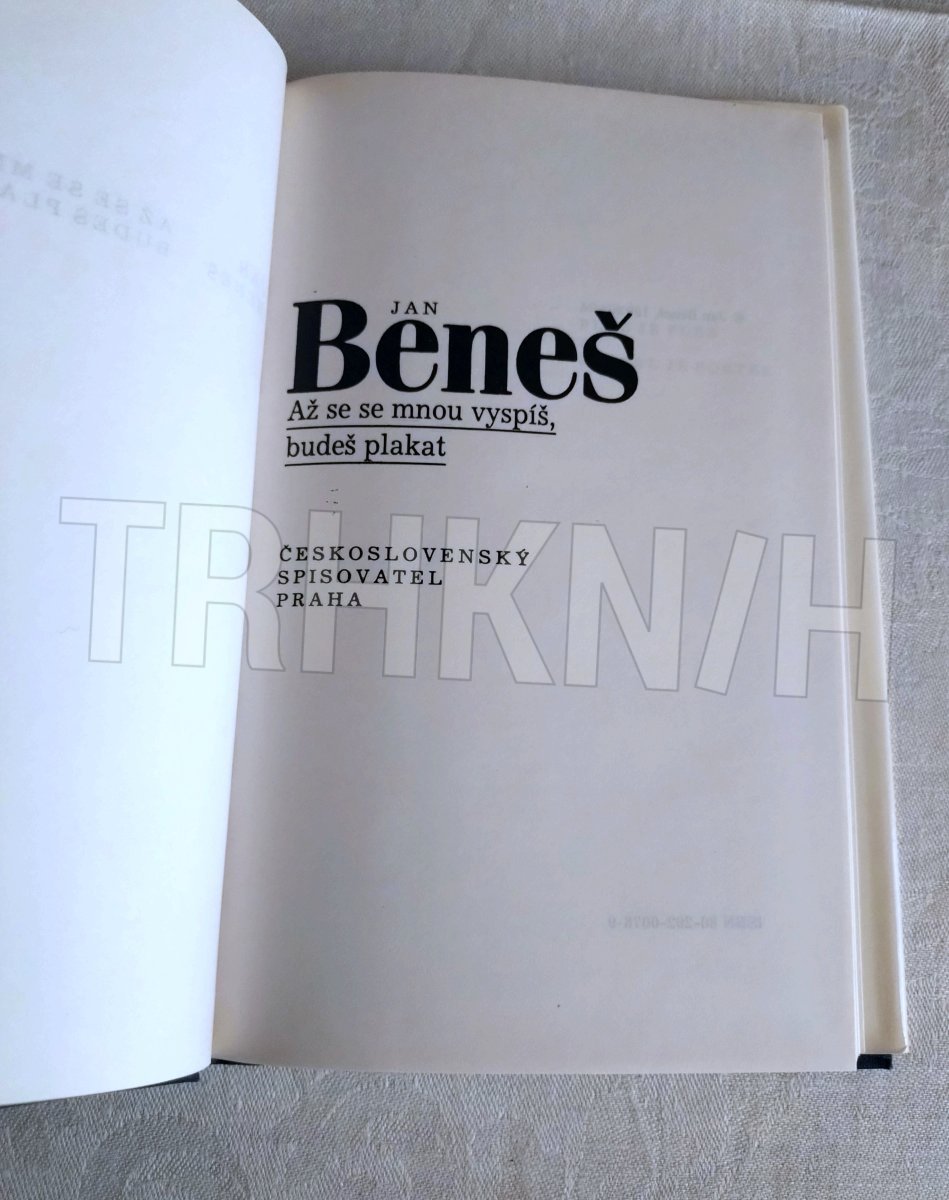 JAN
Beneš
Až se se mnou vyspíš,
budeš plakat
ČESKOSLOVENSKÝ
SPISOVATEL
PRAHA
TRHKNIH